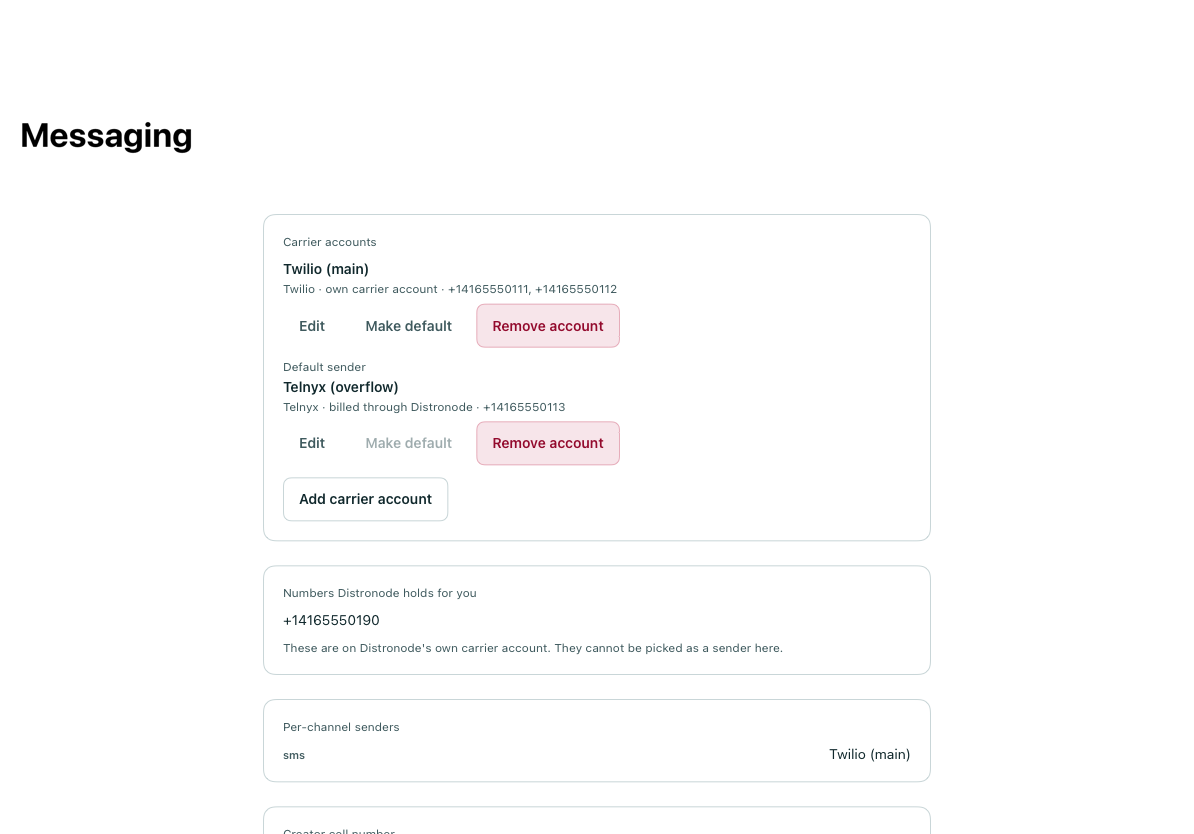 Messaging
Carrier accounts
Twilio (main)
Twilio · own carrier account · +14165550111, +14165550112
Edit Make default Remove account
Default sender
Telnyx (overflow)
Telnyx · billed through Distronode · +14165550113
Edit Make default Remove account
Add carrier account
Numbers Distronode holds for you
+14165550190
These are on Distronode's own carrier account. They cannot be picked as a sender here.
Per-channel senders
sms Twilio (main)
Creator cell number